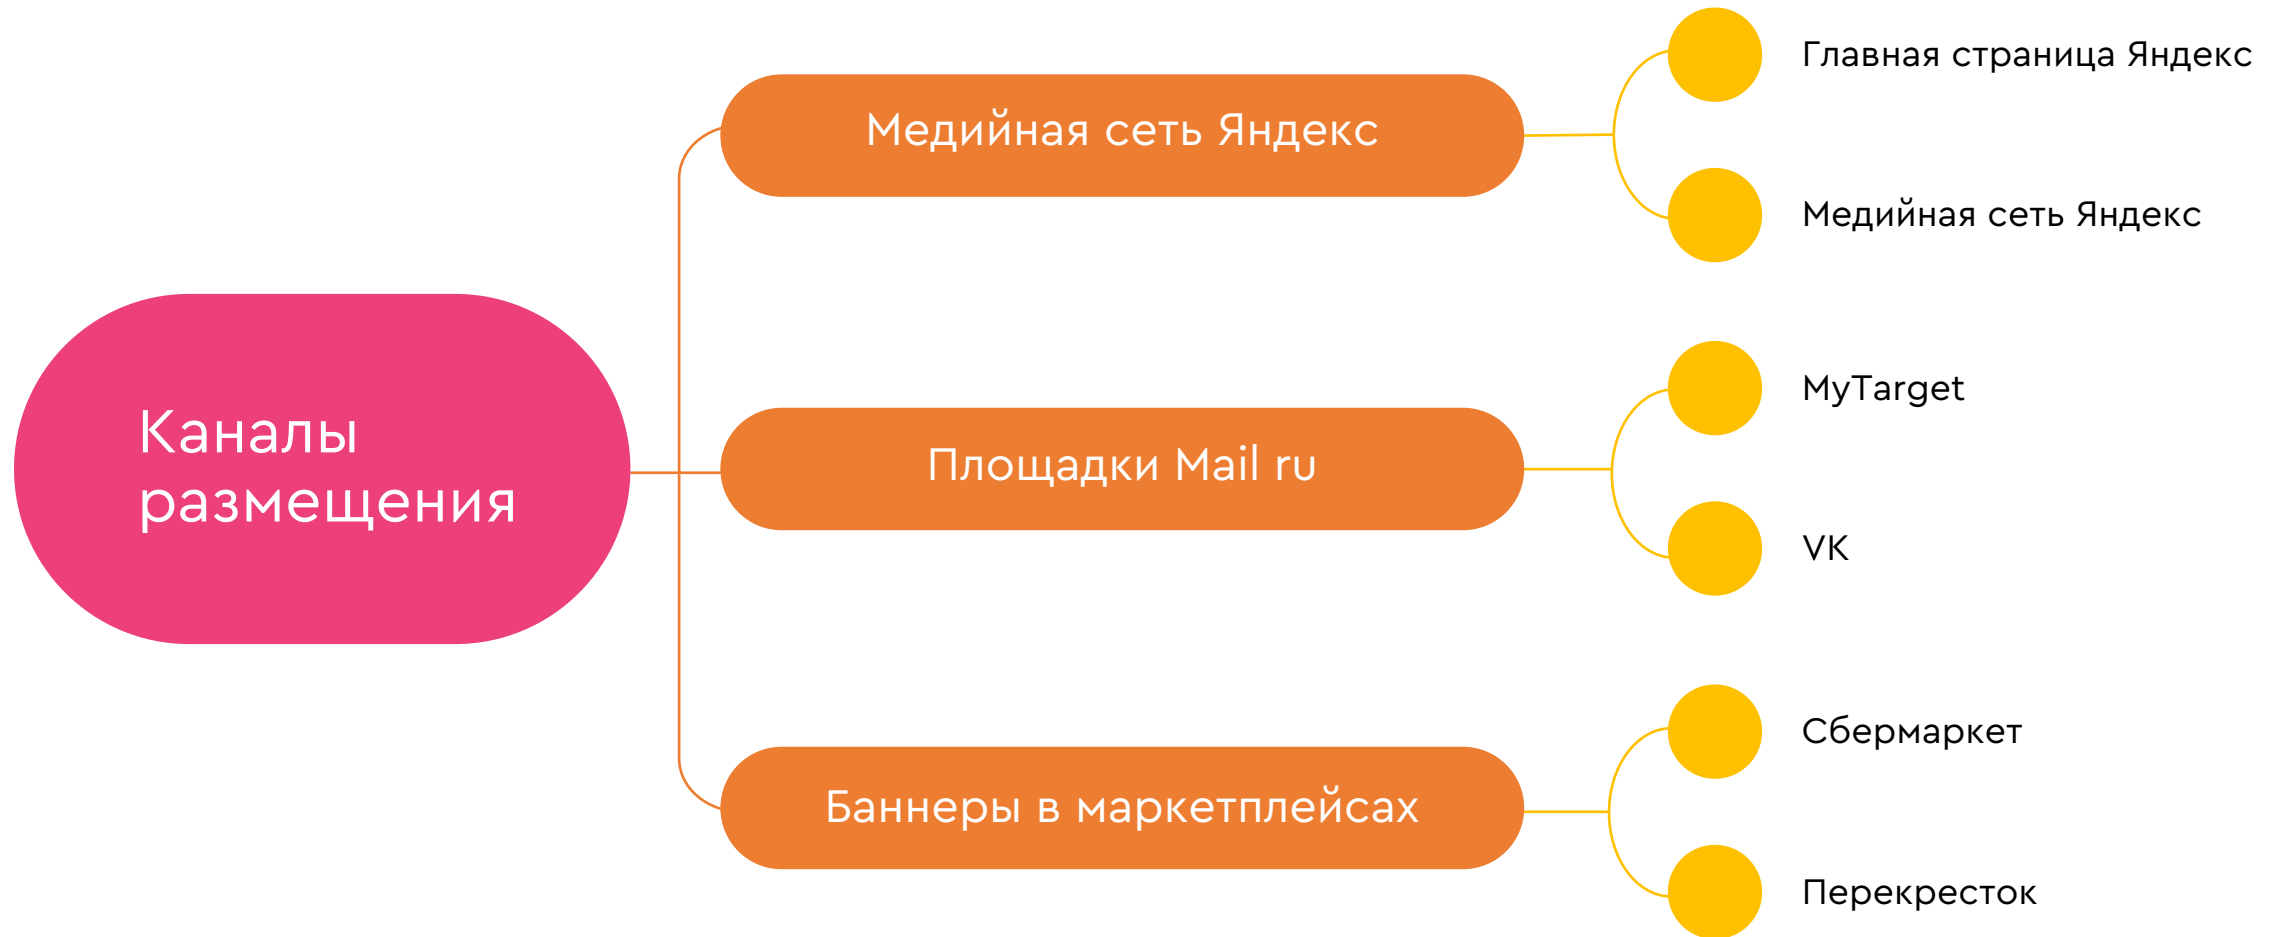 Каналы
размещения
Медийная сеть Яндекс
Главная страница Яндекс
Медийная сеть Яндекс
Площадки Mail ru
MyTarget
VK
Баннеры в маркетплейсах
Сбермаркет
Перекресток